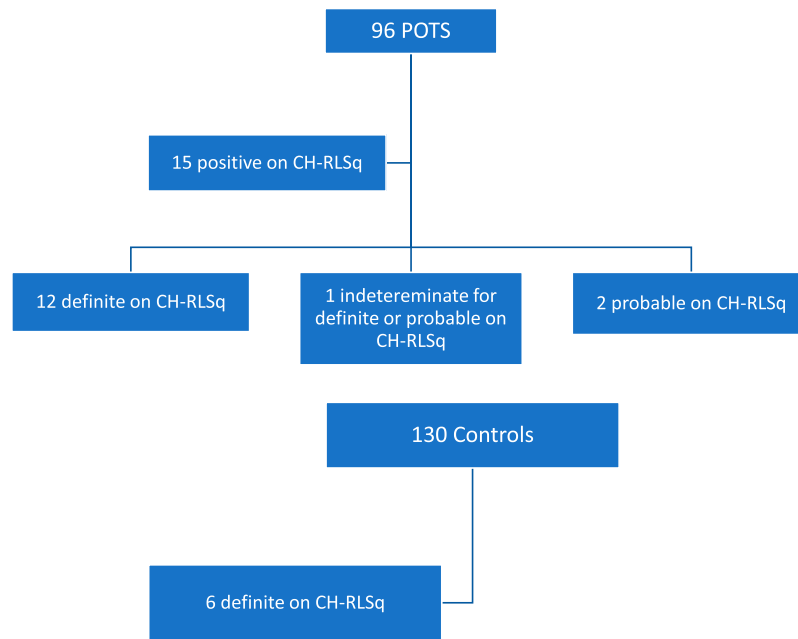 96 POTS
15 positive on CH-RLSq
12 definite on CH-RLSq
1 indetereminate for
definite or probable on
CH-RLSq
2 probable on CH-RLSq
130 Controls
6 definite on CH-RLSq